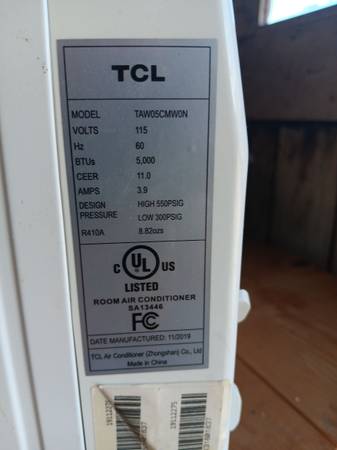 TCL
MODEL TAW05CMW0N
VOLTS 115
Hz 60
BTUs 5,000
CEER 11.0
AMPS 3.9
DESIGN HIGH 550PSIG
PRESSURE LOW 300PSIG
R410A 8.82ozs
C UL US
LISTED
ROOM AIR CONDITIONER
SA13446
FC
DATE MANUFACTURED: 11/2019
TCL Air Conditioner (Zhongshan) Co., Ltd
Made in China